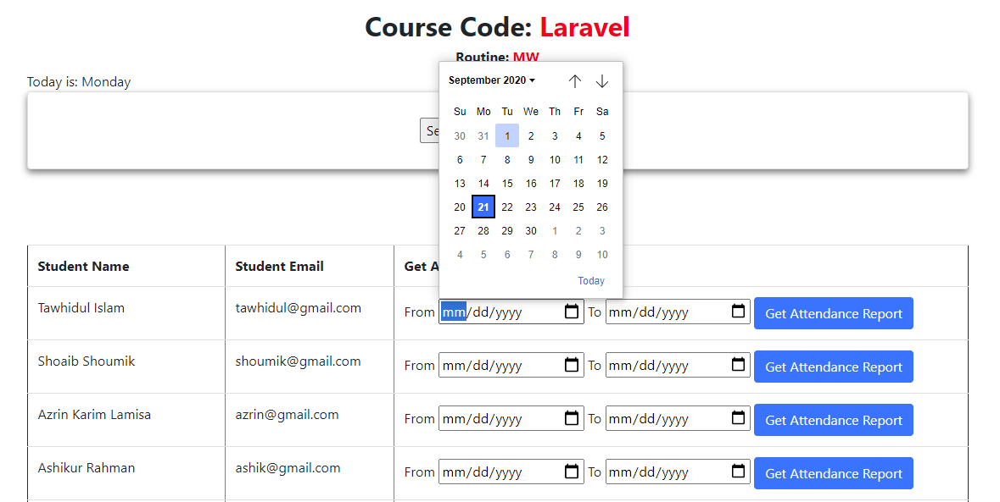 Course Code: Laravel
Routine: MW
Today is: Monday
Se
September 2020
Su Mo Tu We Th Fr Sa
30 31 1 2 3 4 5
6 7 8 9 10 11 12
13 14 15 16 17 18 19
20 21 22 23 24 25 26
27 28 29 30 1 2 3
4 5 6 7 8 9 10
Today
Student Name Student Email Get A
Tawhidul Islam tawhidul@gmail.com From mm/dd/yyyy To mm/dd/yyyy Get Attendance Report
Shoaib Shoumik shoumik@gmail.com From mm/dd/yyyy To mm/dd/yyyy Get Attendance Report
Azrin Karim Lamisa azrin@gmail.com From mm/dd/yyyy To mm/dd/yyyy Get Attendance Report
Ashikur Rahman ashik@gmail.com From mm/dd/yyyy To mm/dd/yyyy Get Attendance Report